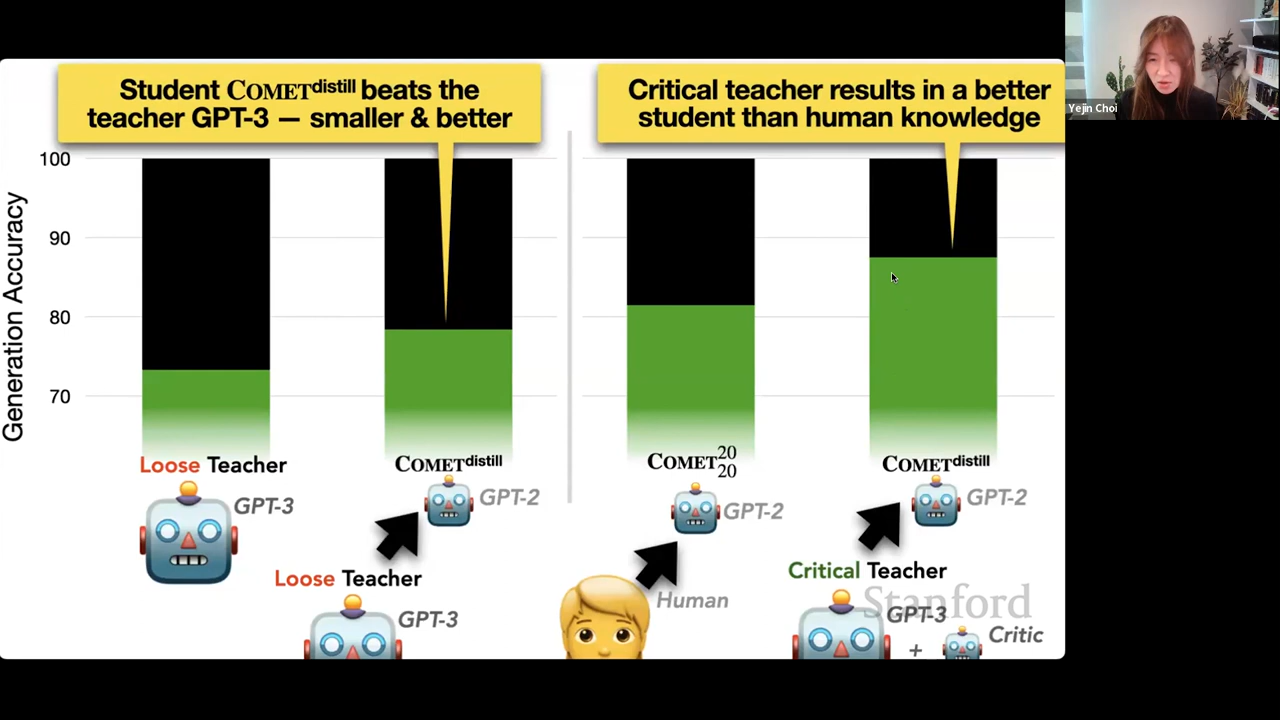 Student COMETdistill beats the
teacher GPT-3 — smaller & better
Critical teacher results in a better
student than human knowledge
Yejin Choi
Generation Accuracy
100
90
80
70
Loose Teacher
GPT-3
COMETdistill
GPT-2
Loose Teacher
GPT-3
COMET20
20
GPT-2
Human
COMETdistill
GPT-2
Critical Teacher
GPT-3
+
Critic
Stanford